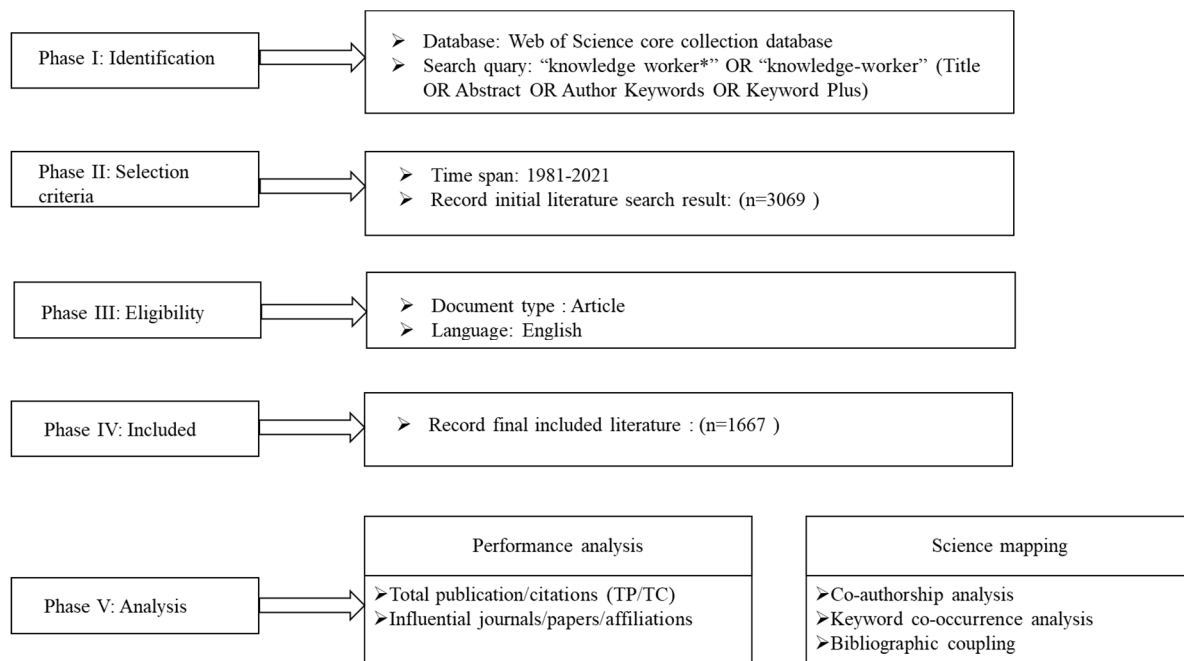 Phase I: Identification
➢ Database: Web of Science core collection database
➢ Search quary: “knowledge worker*” OR “knowledge-worker” (Title
OR Abstract OR Author Keywords OR Keyword Plus)
Phase II: Selection
criteria
➢ Time span: 1981-2021
➢ Record initial literature search result: (n=3069 )
Phase III: Eligibility
➢ Document type : Article
➢ Language: English
Phase IV: Included
➢ Record final included literature : (n=1667 )
Phase V: Analysis
Performance analysis
➢Total publication/citations (TP/TC)
➢Influential journals/papers/affiliations
Science mapping
➢Co-authorship analysis
➢Keyword co-occurrence analysis
➢Bibliographic coupling